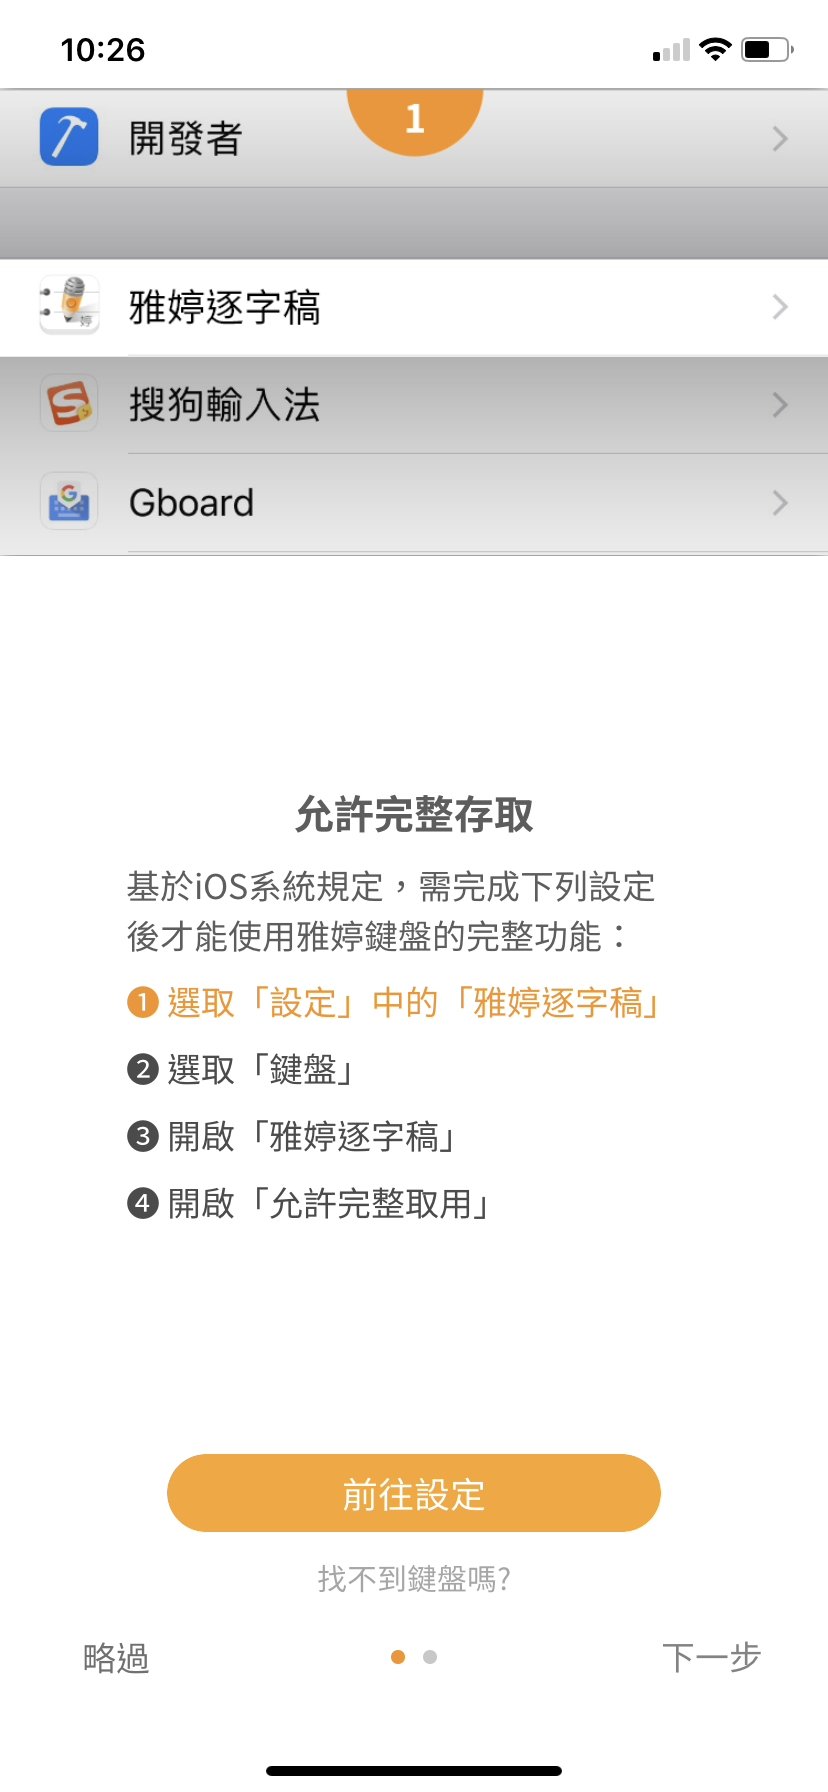 10:26
1
開發者
雅婷逐字稿
婷
搜狗輸入法
Gboard
允許完整存取
基於iOS系統規定，需完成下列設定
後才能使用雅婷鍵盤的完整功能：
❶ 選取「設定」中的「雅婷逐字稿」
❷ 選取「鍵盤」
❸ 開啟「雅婷逐字稿」
❹ 開啟「允許完整取用」
前往設定
找不到鍵盤嗎?
略過
下一步